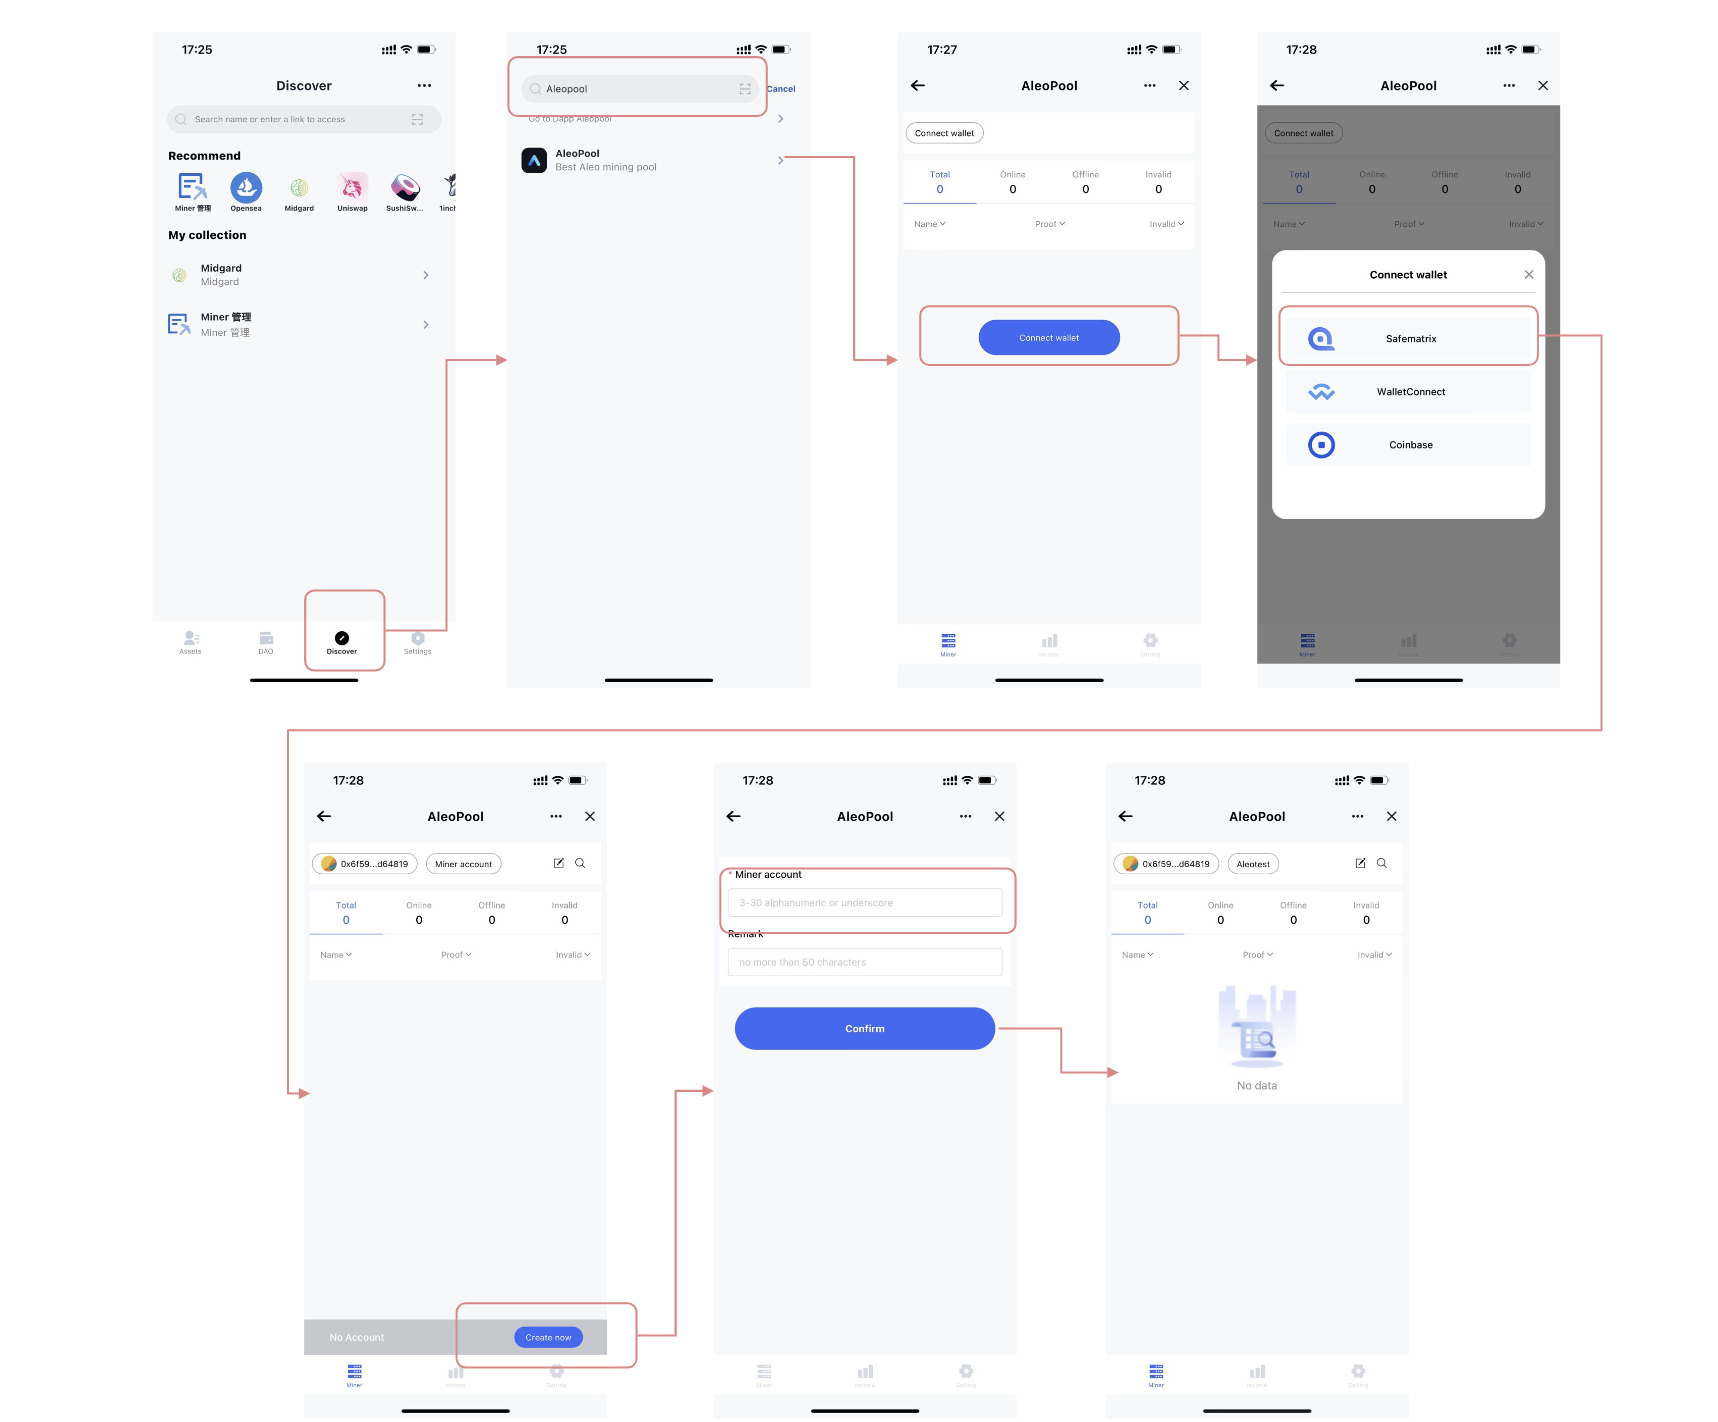 17:25
Discover
Search name or enter a link to access
Recommend
Miner 管理
Opensea
Midgard
Uniswap
SushiSw...
1inch
My collection
Midgard
Midgard
Miner 管理
Miner 管理
Assets
DAO
Discover
Settings
17:25
Aleopool
Cancel
Go to Dapp Aleopool
AleoPool
Best Aleo mining pool
17:27
AleoPool
Connect wallet
Total
Online
Offline
Invalid
0
0
0
0
Name
Proof
Invalid
Connect wallet
Miner
Income
Setting
17:28
AleoPool
Connect wallet
Total
Online
Offline
Invalid
0
0
0
0
Name
Proof
Invalid
Connect wallet
Safematrix
WalletConnect
Coinbase
Miner
17:28
AleoPool
0x6f59...d64819
Miner account
Total
Online
Offline
Invalid
0
0
0
0
Name
Proof
Invalid
No Account
Create now
Miner
Income
Setting
17:28
AleoPool
* Miner account
3-30 alphanumeric or underscore
Remark
no more than 50 characters
Confirm
Miner
Income
Setting
17:28
AleoPool
0x6f59...d64819
Aleotest
Total
Online
Offline
Invalid
0
0
0
0
Name
Proof
Invalid
No data
Miner
Income
Setting